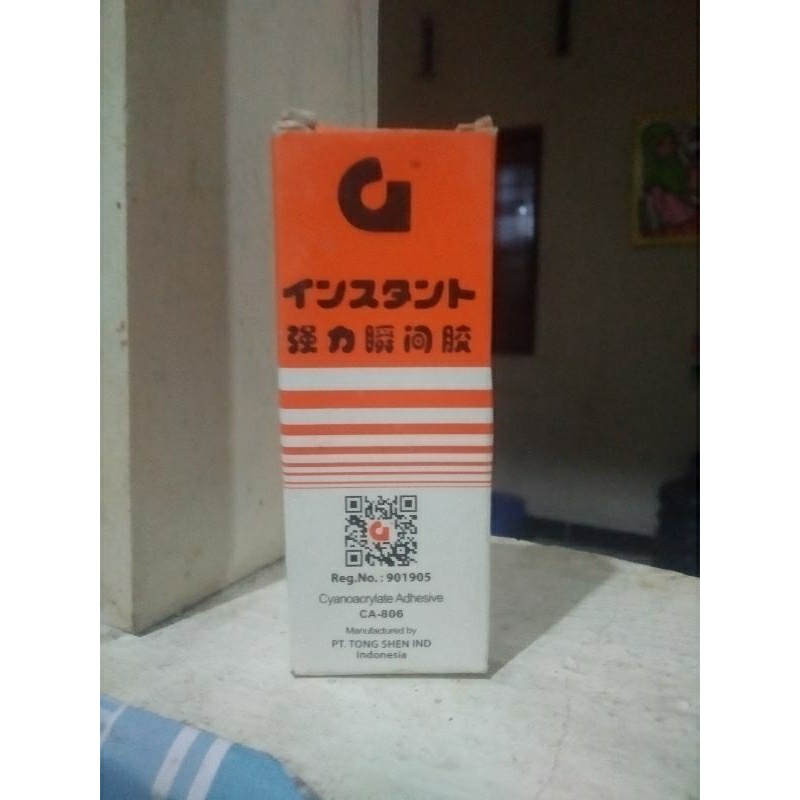 インスタント
强力瞬间胶
Reg.No.: 901905
Cyanoacrylate Adhesive
CA-806
Manufactured by
PT. TONG SHEN IND
Indonesia